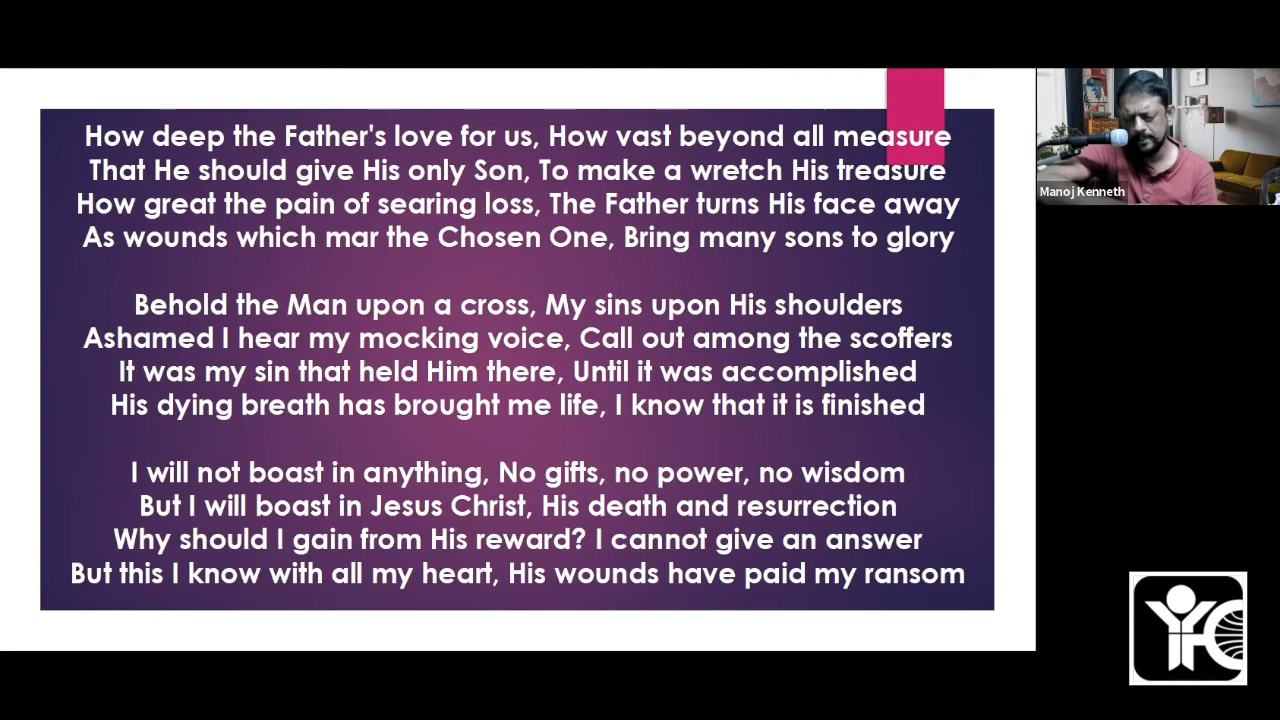 How deep the Father's love for us, How vast beyond all measure
That He should give His only Son, To make a wretch His treasure
How great the pain of searing loss, The Father turns His face away
As wounds which mar the Chosen One, Bring many sons to glory
Behold the Man upon a cross, My sins upon His shoulders
Ashamed I hear my mocking voice, Call out among the scoffers
It was my sin that held Him there, Until it was accomplished
His dying breath has brought me life, I know that it is finished
I will not boast in anything, No gifts, no power, no wisdom
But I will boast in Jesus Christ, His death and resurrection
Why should I gain from His reward? I cannot give an answer
But this I know with all my heart, His wounds have paid my ransom
Manoj Kenneth
YFC